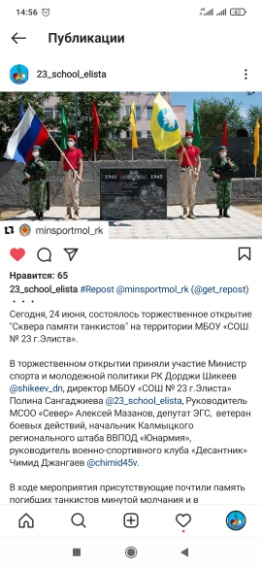 14:56
Публикации
23_school_elista
1941 1945
minsportmol_rk
Нравится: 65
23_school_elista #Repost @minsportmol_rk (@get_repost)
・・・
Сегодня, 24 июня, состоялось торжественное открытие
"Сквера памяти танкистов" на территории МБОУ «СОШ
№ 23 г.Элиста».
В торжественном открытии приняли участие Министр
спорта и молодежной политики РК Дорджи Шикеев
@shikeev_dn, директор МБОУ «СОШ № 23 г.Элиста»
Полина Сангаджиева @23_school_elista, Руководитель
МСОО «Север» Алексей Мазанов, депутат ЭГС, ветеран
боевых действий, начальник Калмыцкого
регионального штаба ВВПОД «Юнармия»,
руководитель военно-спортивного клуба «Десантник»
Чимид Джангаев @chimid45v.
В ходе мероприятия присутствующие почтили память
погибших танкистов минутой молчания и в